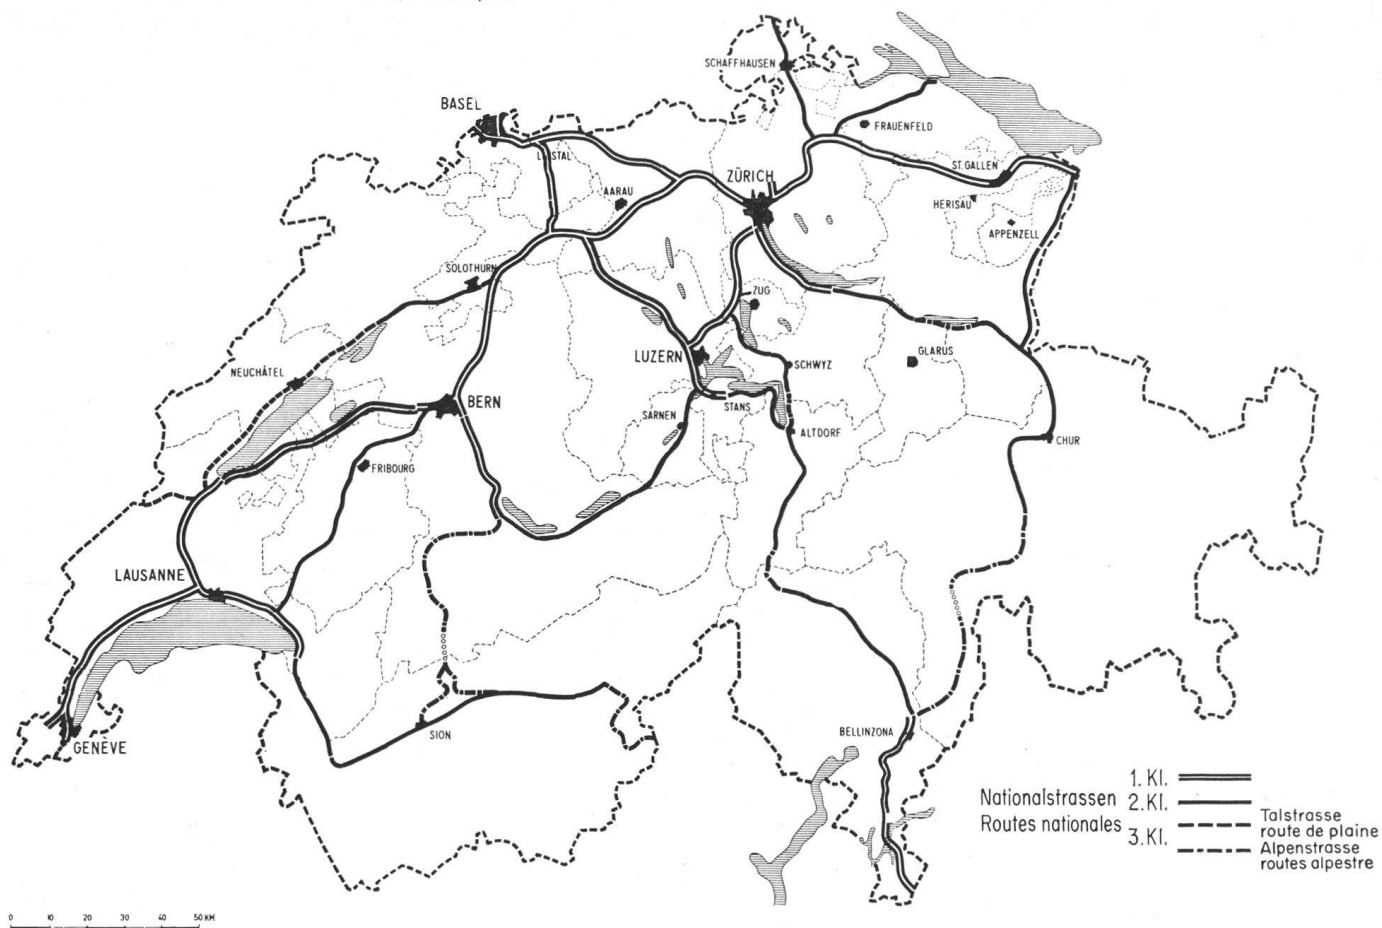 SCHAFFHAUSEN
BASEL
FRAUENFELD
LIESTAL
ST.GALLEN
ZÜRICH
AARAU
HERISAU
APPENZELL
SOLOTHURN
ZUG
LUZERN
GLARUS
SCHWYZ
NEUCHÂTEL
BERN
STANS
SARNEN
ALTDORF
CHUR
FRIBOURG
LAUSANNE
SION
BELLINZONA
GENÈVE
1. Kl.
Nationalstrassen 2. Kl.
Routes nationales
3. Kl.
Talstrasse
route de plaine
Alpenstrasse
routes alpestre
0 10 20 30 40 50 KM